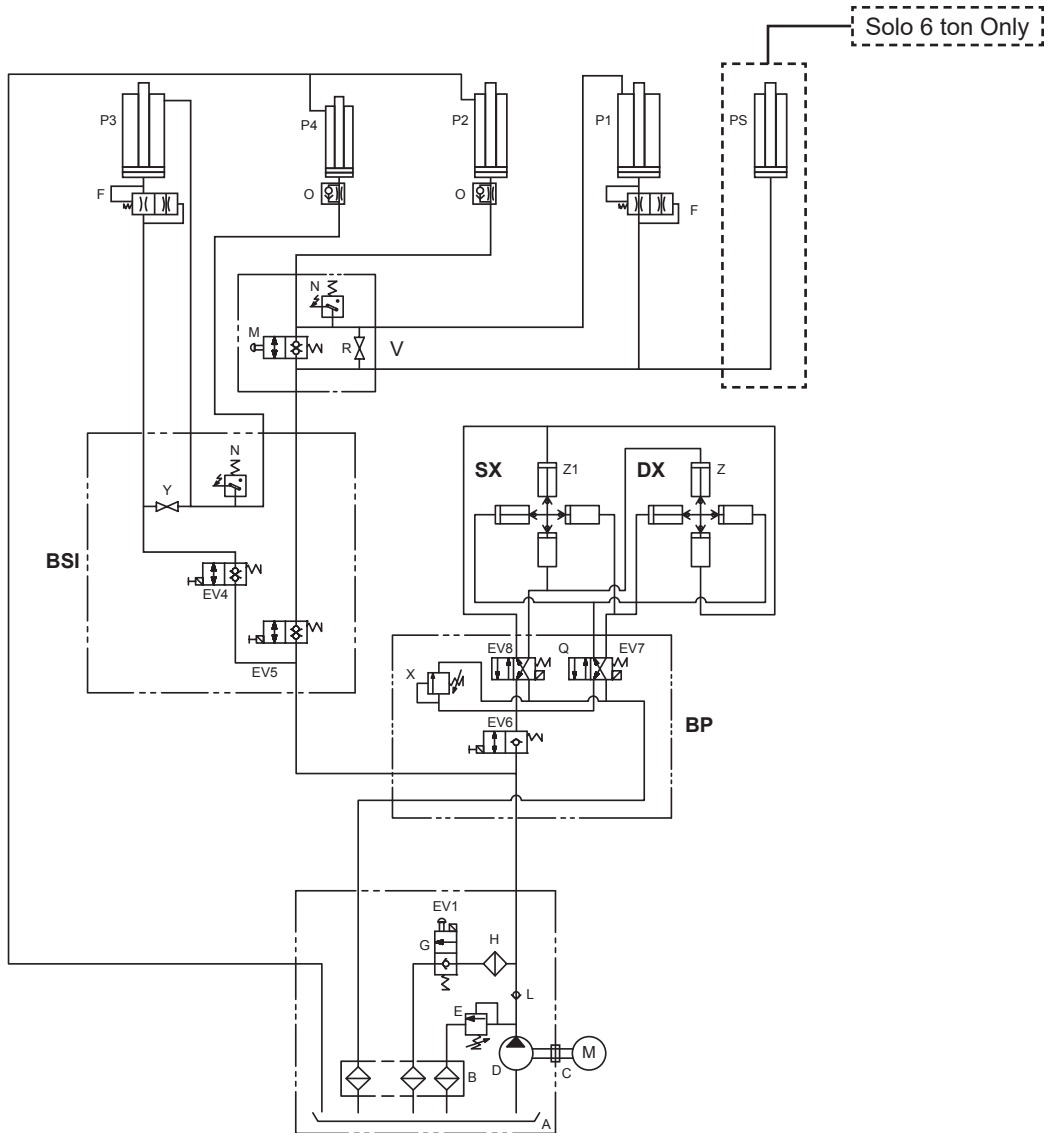 Solo 6 ton Only
P3
P4
P2
P1
PS
F
O
O
F
N
M
R
V
N
Y
SX
Z1
DX
Z
BSI
EV4
EV5
EV8
Q
EV7
X
EV6
BP
EV1
G
H
L
E
D
C
M
B
A